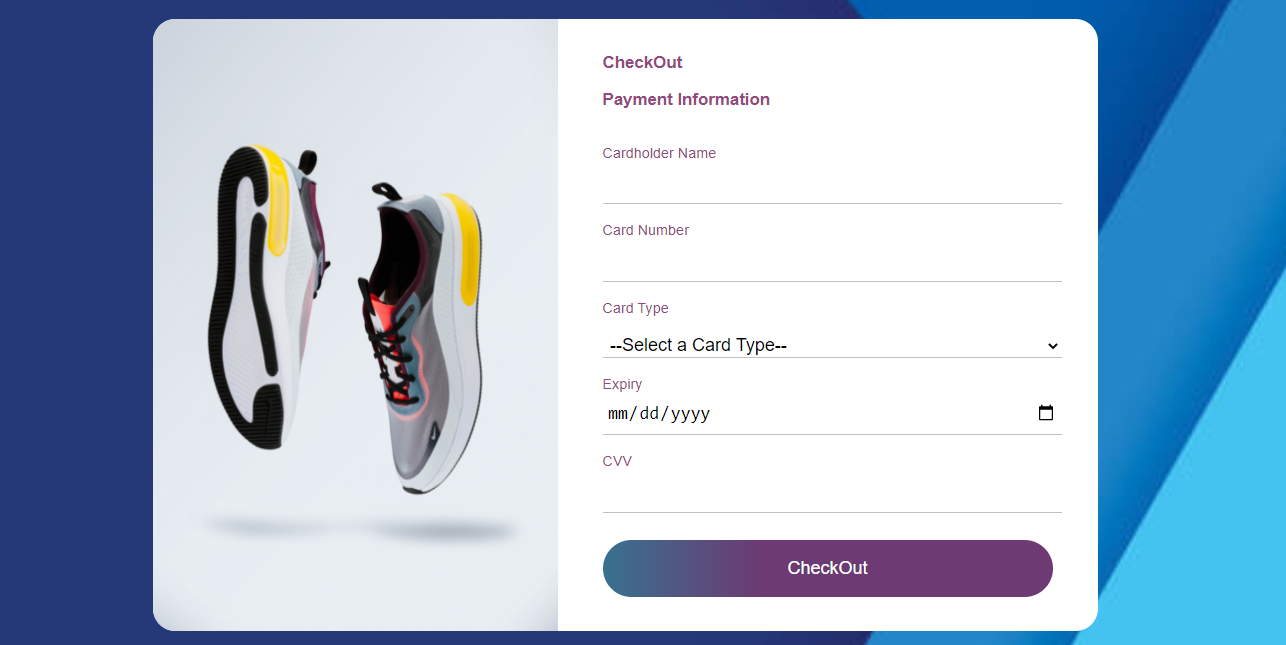 CheckOut
Payment Information
Cardholder Name
Card Number
Card Type
--Select a Card Type--
Expiry
mm/dd/yyyy
CVV
CheckOut